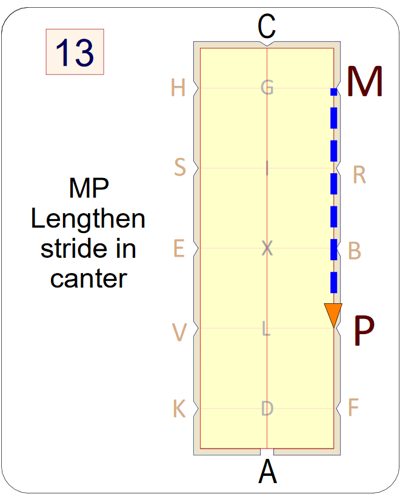 13
C
H G M
MP
Lengthen
stride in
canter
S I R
E X B
V L P
K D F
A